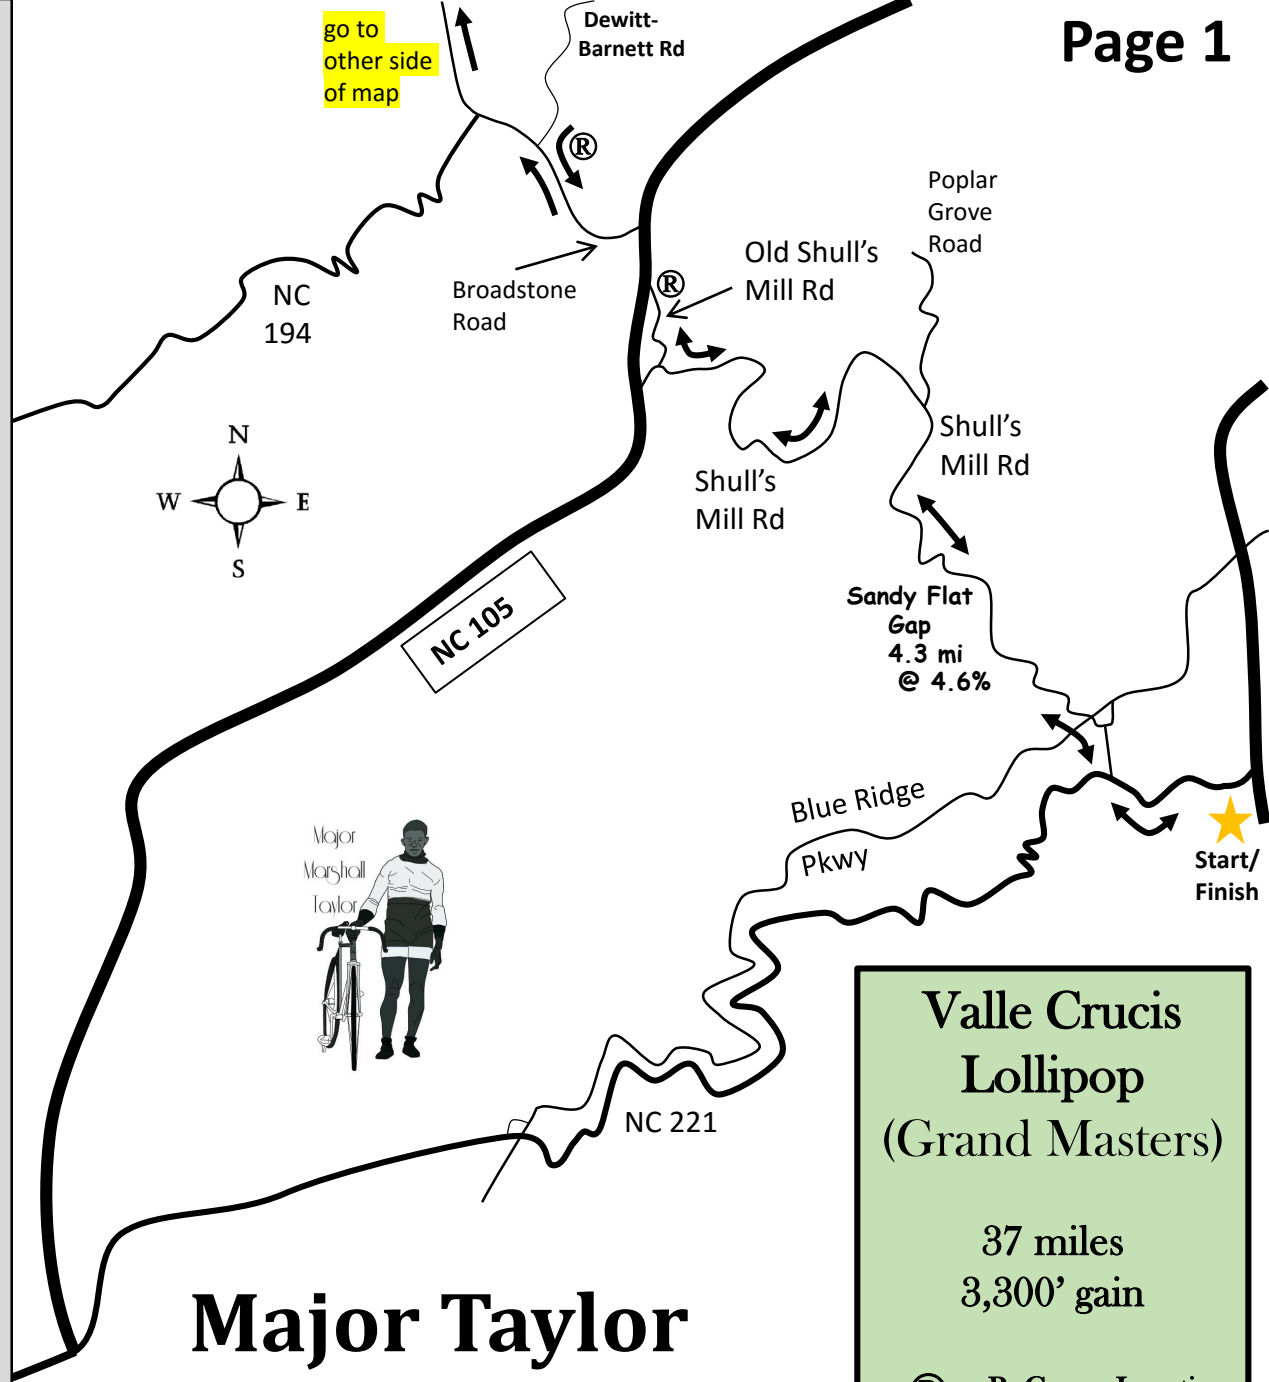 Page 1
go to
other side
of map
Dewitt-
Barnett Rd
®
Poplar
Grove
Road
Old Shull's
Mill Rd
®
Broadstone
Road
NC
194
Shull's
Mill Rd
Shull's
Mill Rd
N
W
E
S
NC 105
Sandy Flat
Gap
4.3 mi
@ 4.6%
Blue Ridge
Pkwy
Start/
Finish
Major
Marshall
Taylor
NC 221
Valle Crucis
Lollipop
(Grand Masters)
37 miles
3,300' gain
Major Taylor